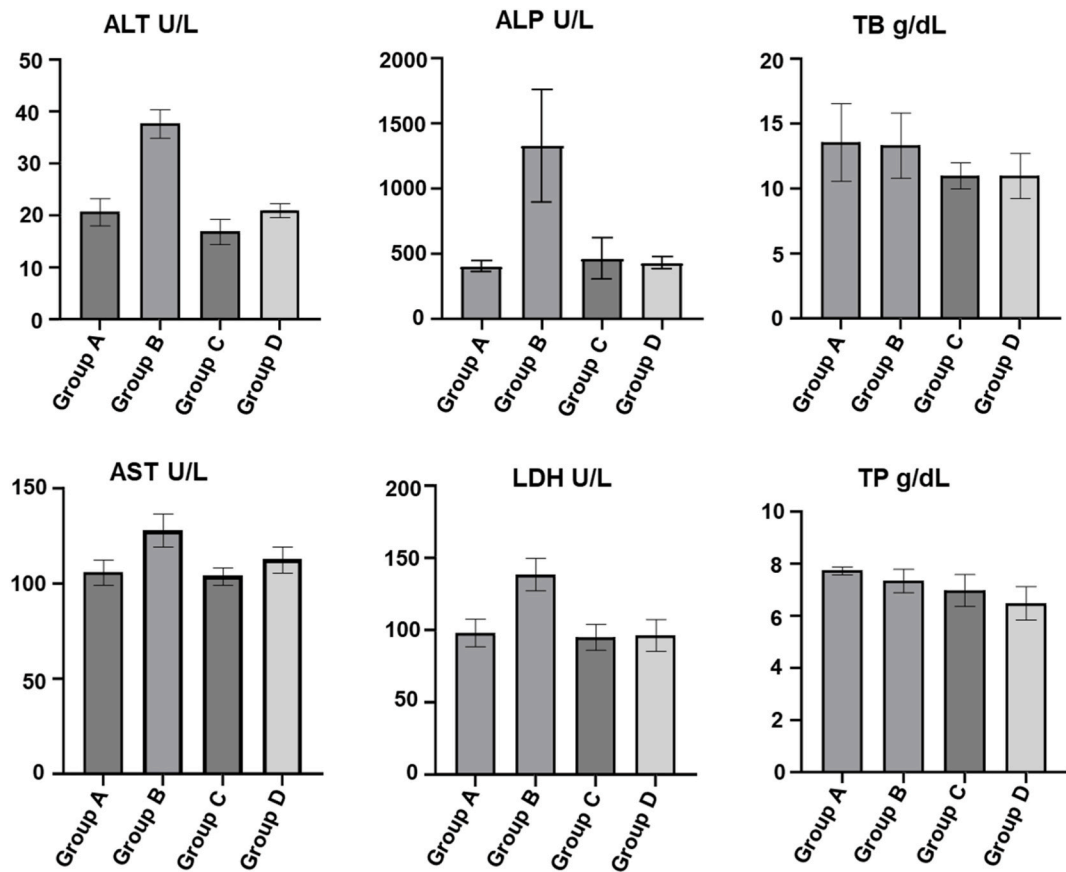 ALT U/L
50
40
30
20
10
0
Group A
Group B
Group C
Group D
ALP U/L
2000
1500
1000
500
0
Group A
Group B
Group C
Group D
TB g/dL
20
15
10
5
0
Group A
Group B
Group C
Group D
AST U/L
150
100
50
0
Group A
Group B
Group C
Group D
LDH U/L
200
150
100
50
0
Group A
Group B
Group C
Group D
TP g/dL
10
8
6
4
2
0
Group A
Group B
Group C
Group D